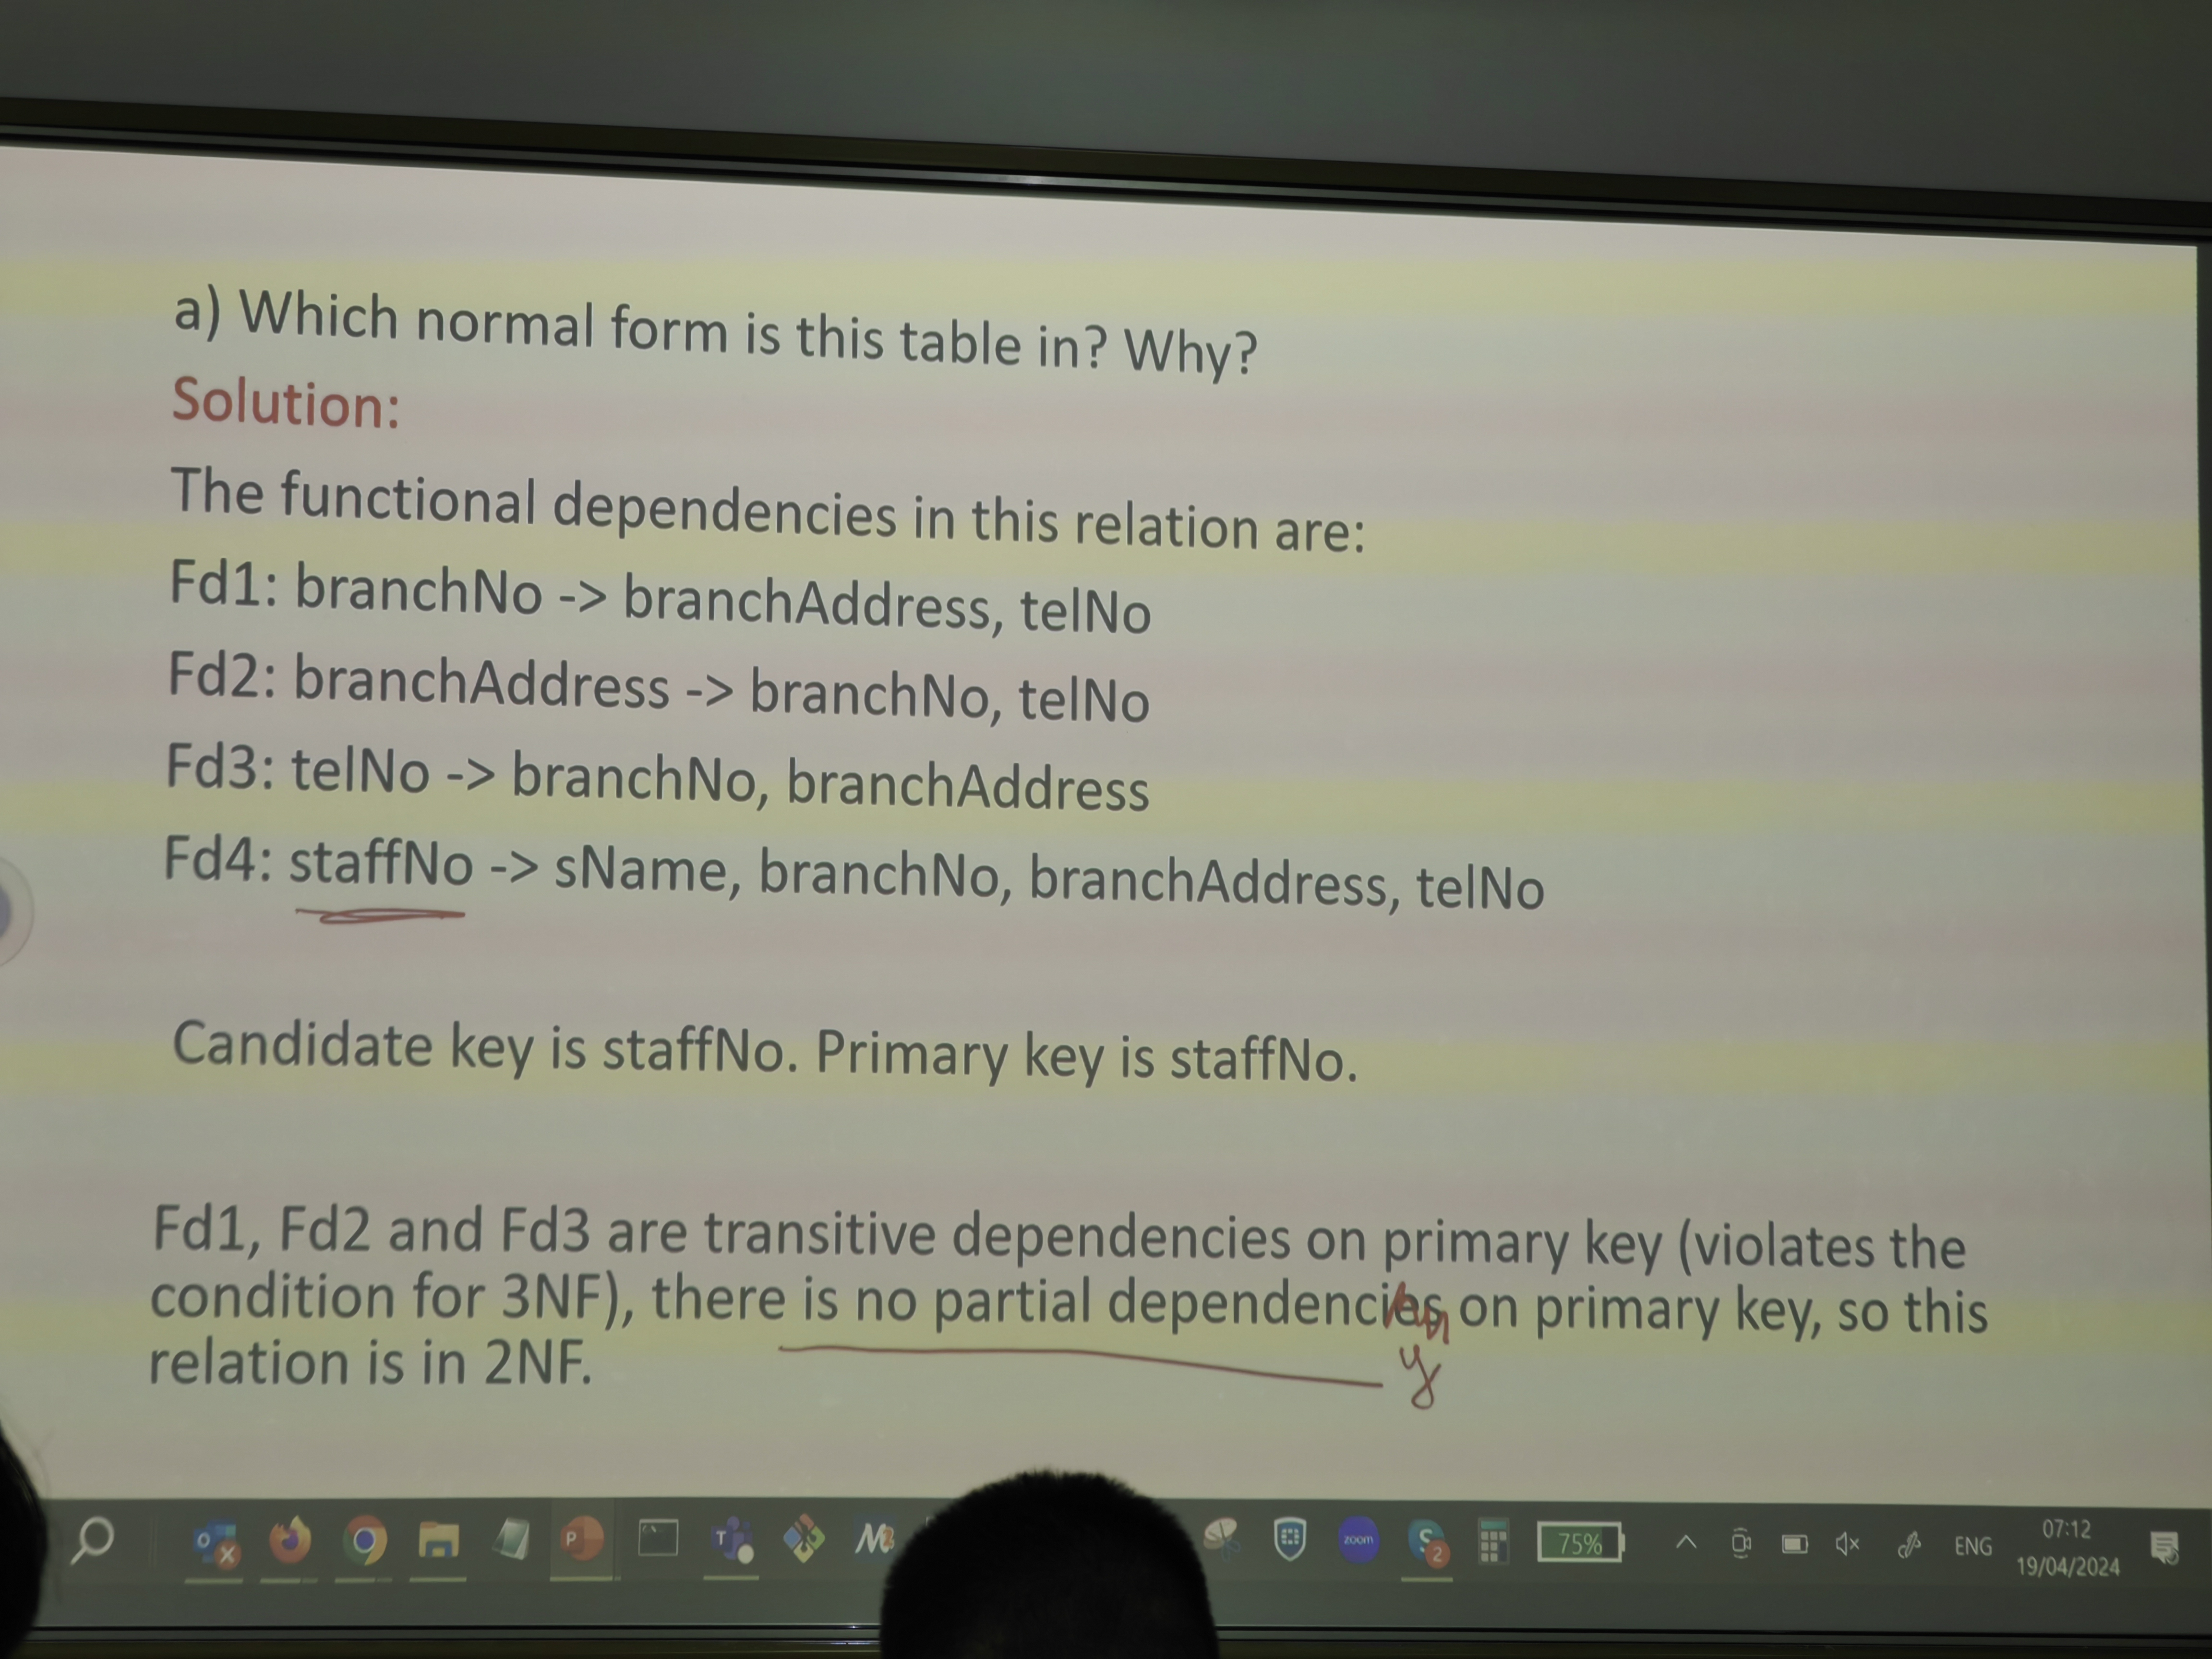 a) Which normal form is this table in? Why?
Solution:
The functional dependencies in this relation are:
Fd1: branchNo -> branchAddress, telNo
Fd2: branchAddress -> branchNo, telNo
Fd3: telNo -> branchNo, branchAddress
Fd4: staffNo -> sName, branchNo, branchAddress, telNo
Candidate key is staffNo. Primary key is staffNo.
Fd1, Fd2 and Fd3 are transitive dependencies on primary key (violates the
condition for 3NF), there is no partial dependencies on primary key, so this
y
relation is in 2NF.
75%
ENG
07:12
19/04/2024
zoom